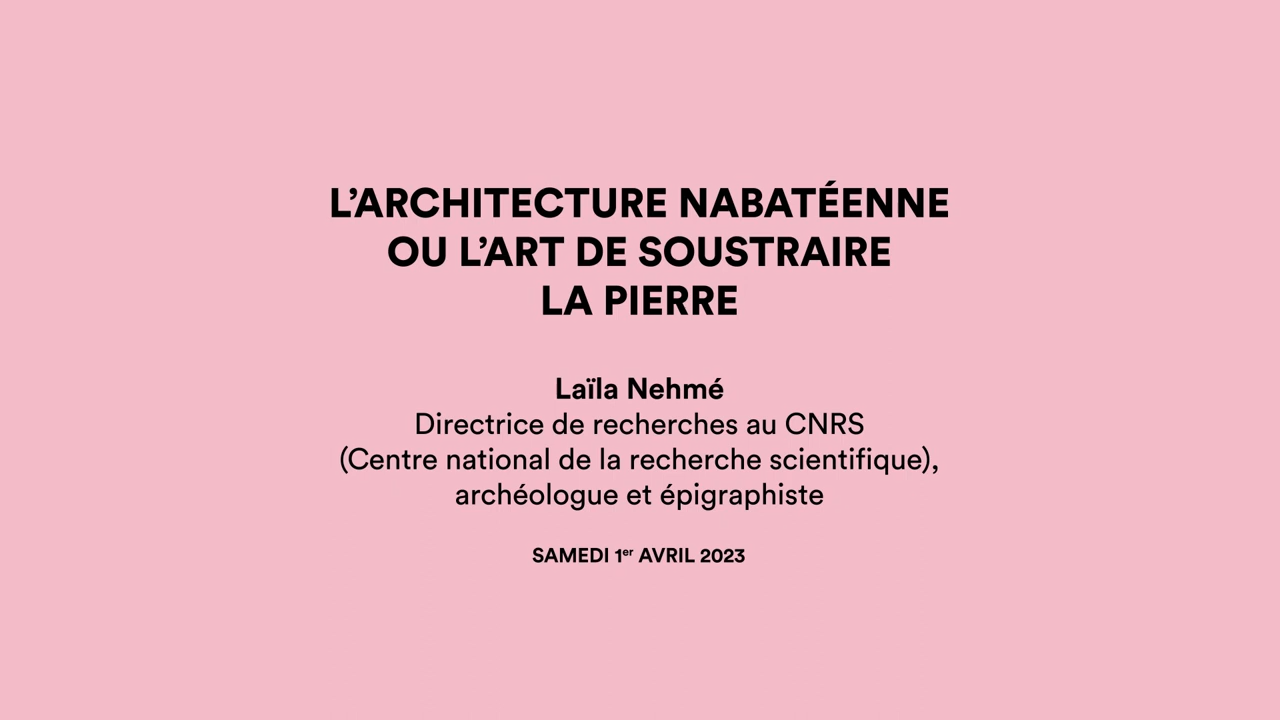 L’ARCHITECTURE NABATÉENNE
OU L’ART DE SOUSTRAIRE
LA PIERRE
Laïla Nehmé
Directrice de recherches au CNRS
(Centre national de la recherche scientifique),
archéologue et épigraphiste
SAMEDI 1er AVRIL 2023